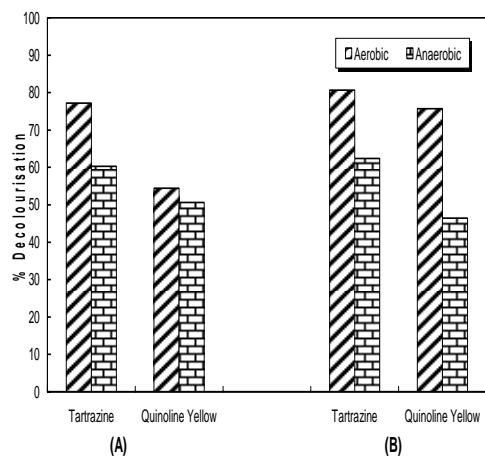 100
90
80
70
60
50
40
30
20
10
0
% Decolourisation
Aerobic Anaerobic
Tartrazine Quinoline Yellow Tartrazine Quinoline Yellow
(A) (B)